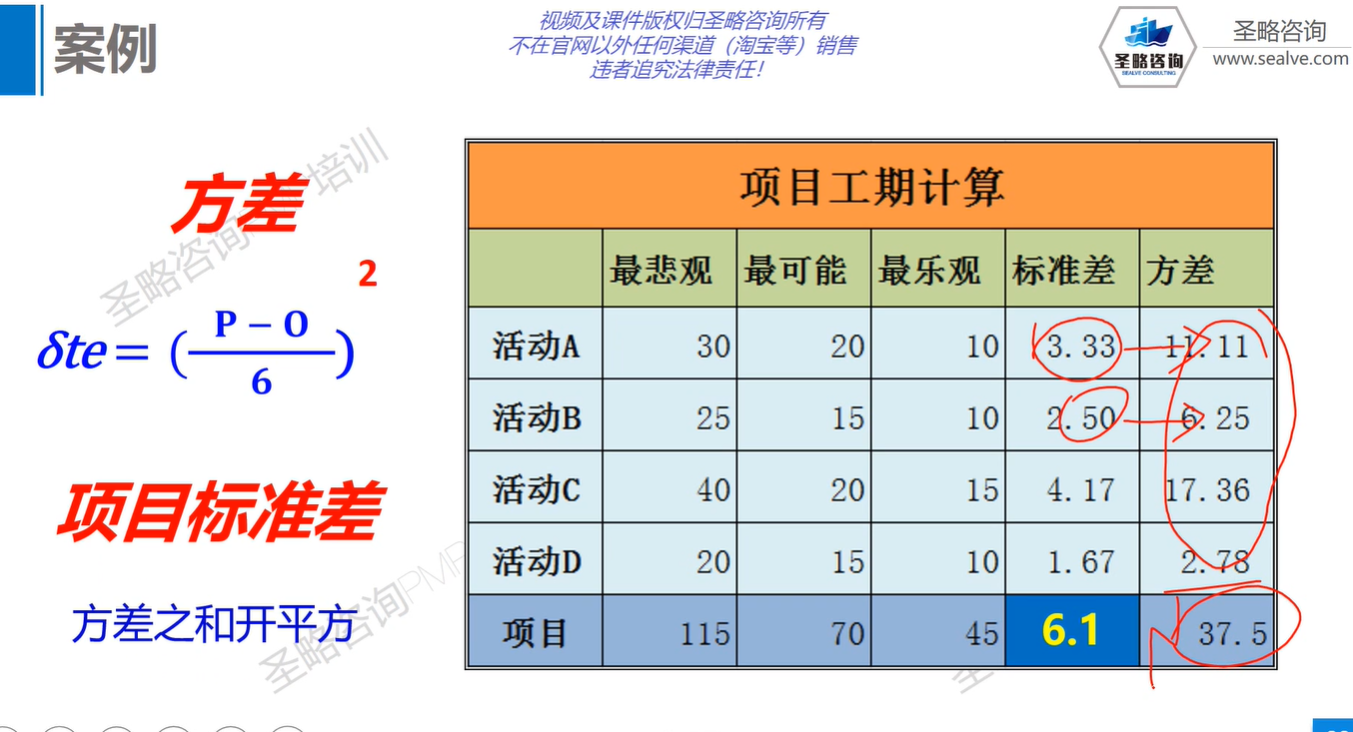 案例
视频及课件版权归圣略咨询所有
不在官网以外任何渠道（淘宝等）销售
违者追究法律责任！
圣略咨询
SEALVE CONSULTING
圣略咨询
www.sealve.com
方差
δte = (P − O / 6)²
项目标准差
方差之和开平方
项目工期计算
最悲观 最可能 最乐观 标准差 方差
活动A 30 20 10 3.33 11.11
活动B 25 15 10 2.50 6.25
活动C 40 20 15 4.17 17.36
活动D 20 15 10 1.67 2.78
项目 115 70 45 6.1 37.5
圣略咨询 培训
圣略咨询PMP